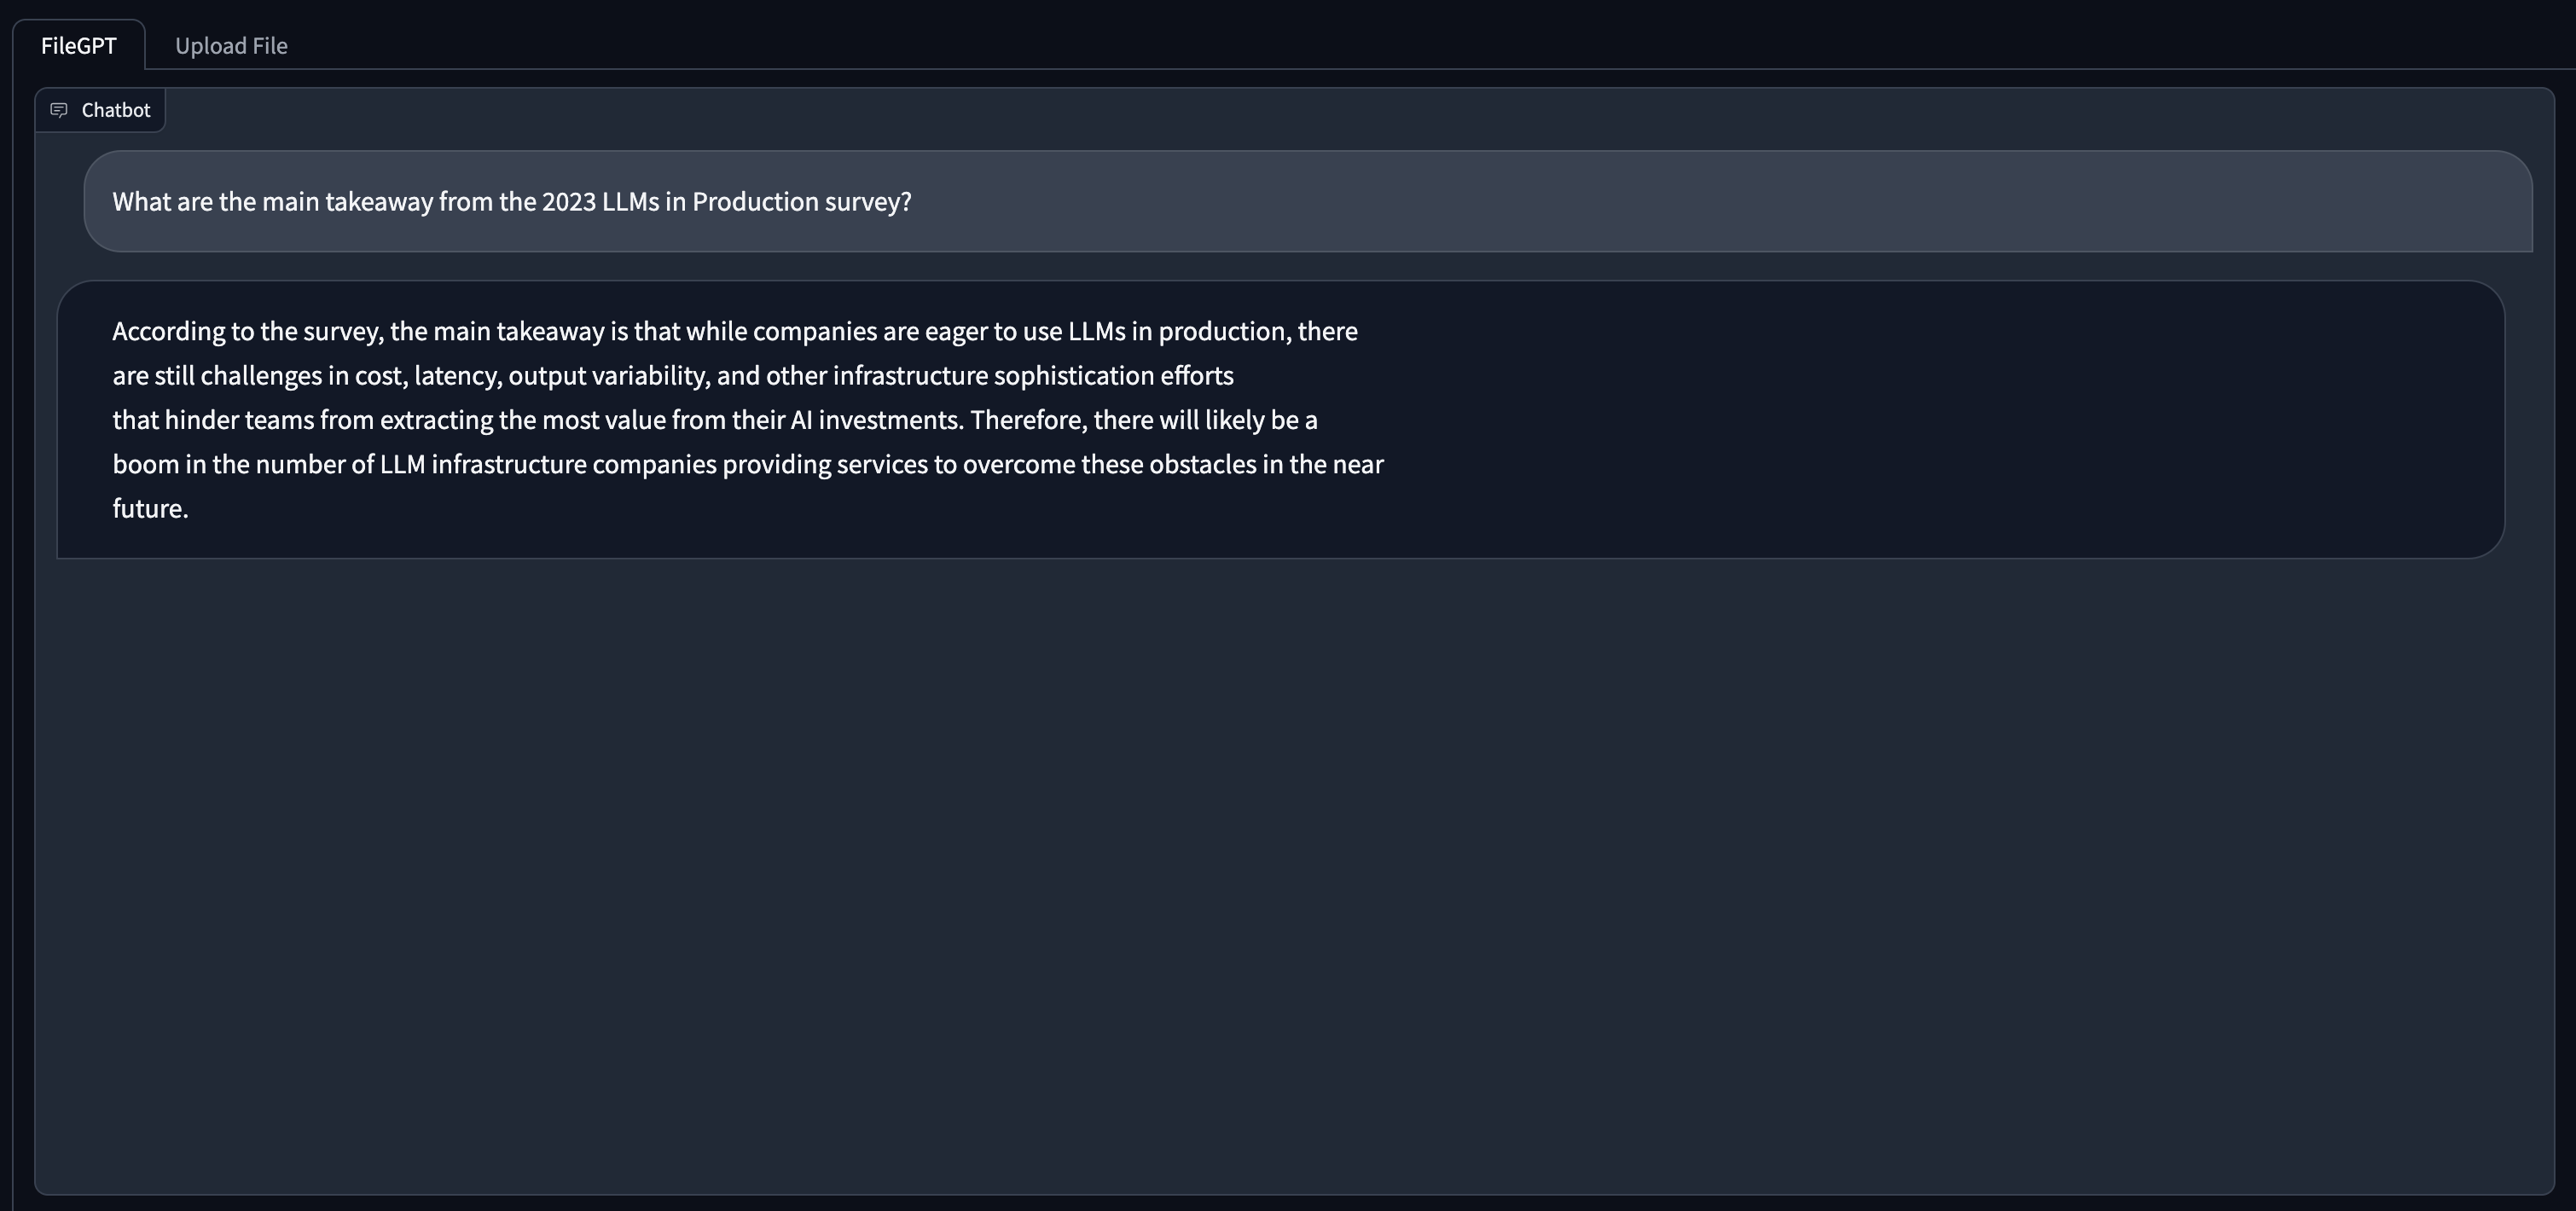 FileGPT
Upload File
Chatbot
What are the main takeaway from the 2023 LLMs in Production survey?
According to the survey, the main takeaway is that while companies are eager to use LLMs in production, there
are still challenges in cost, latency, output variability, and other infrastructure sophistication efforts
that hinder teams from extracting the most value from their AI investments. Therefore, there will likely be a
boom in the number of LLM infrastructure companies providing services to overcome these obstacles in the near
future.